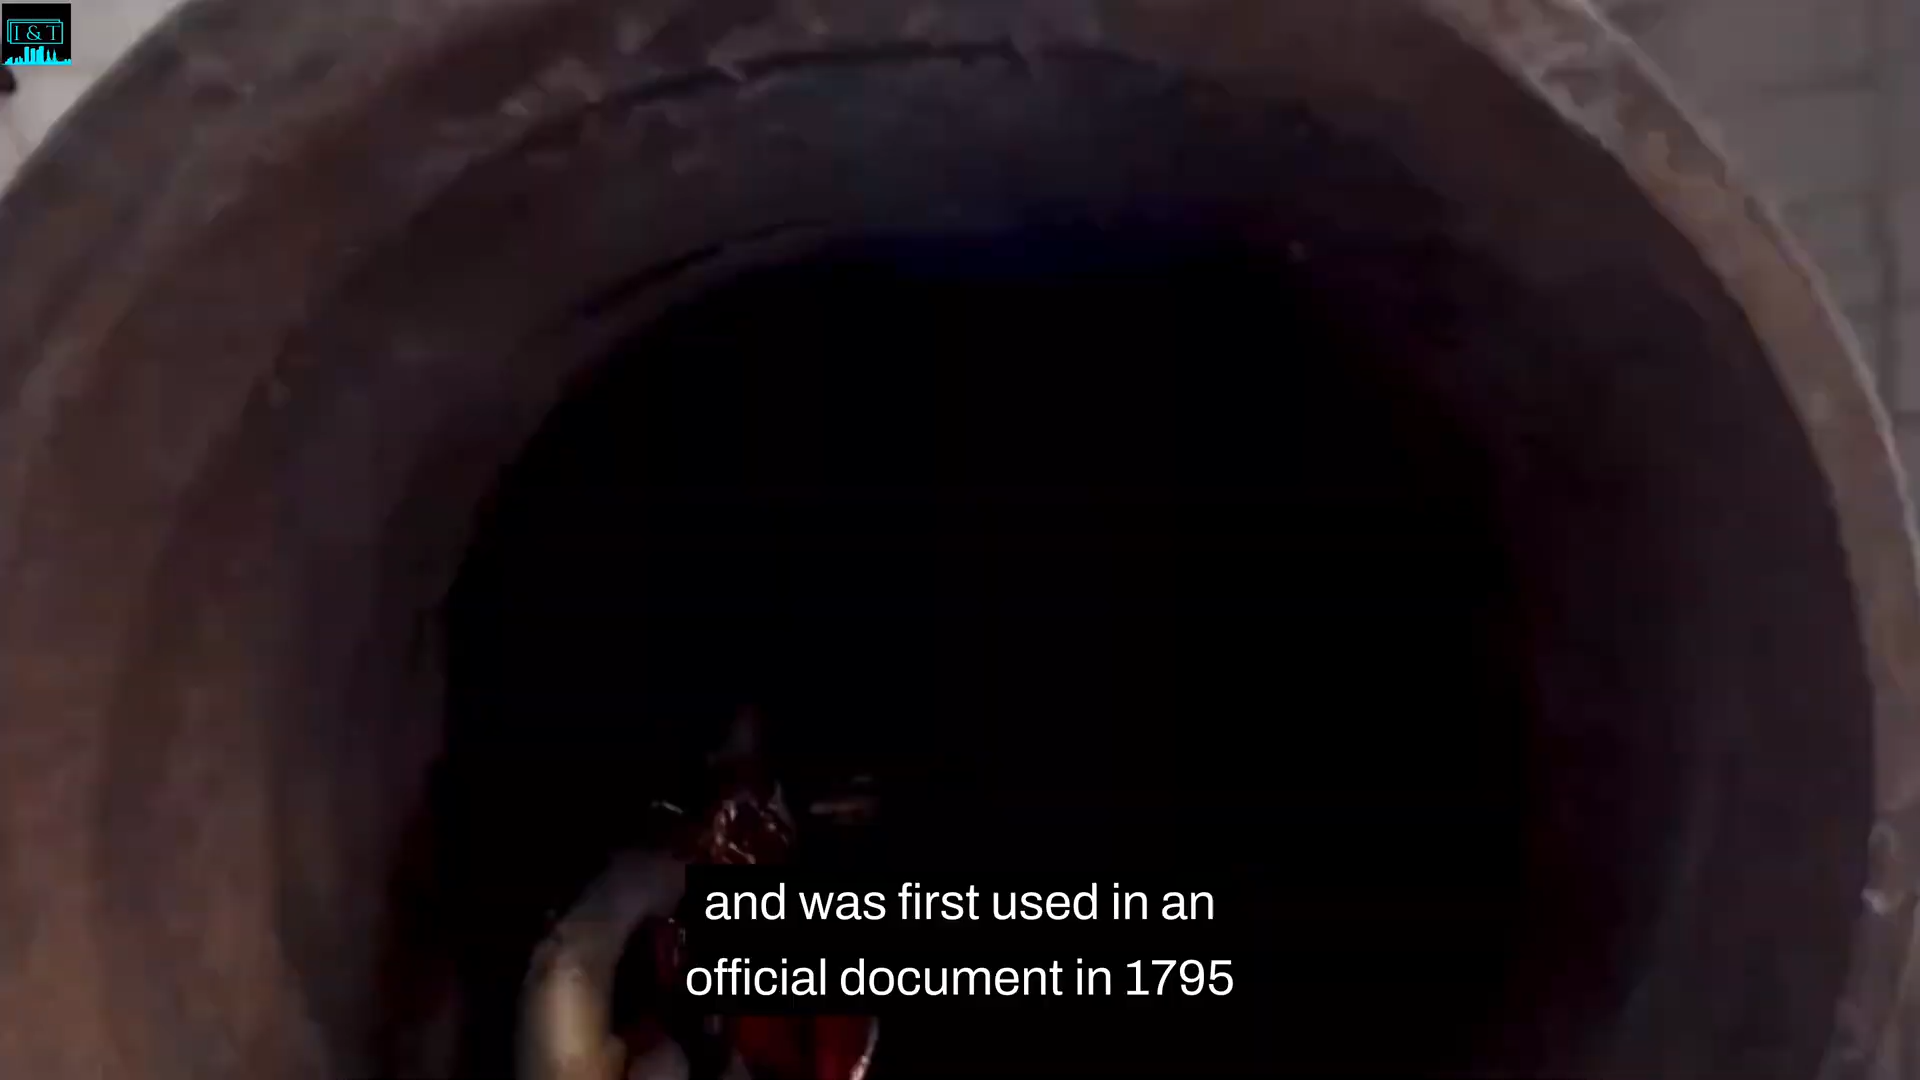 I & T
and was first used in an
official document in 1795